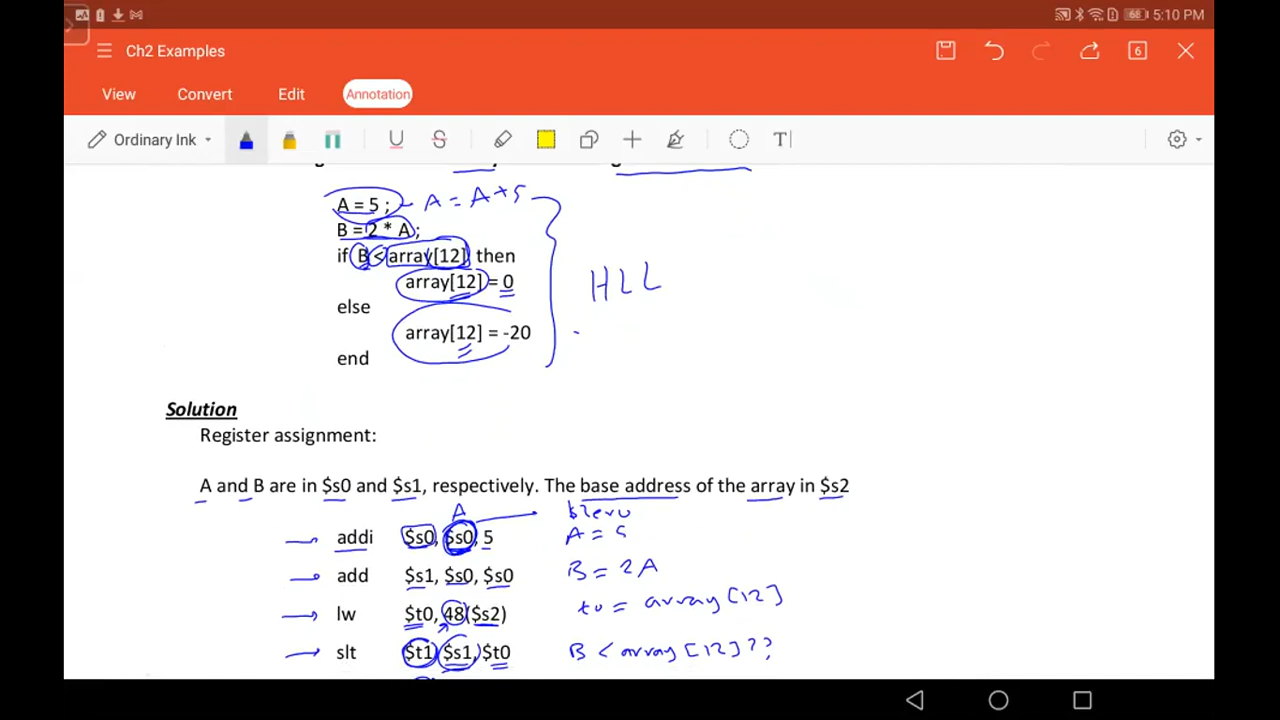 68 5:10 PM
Ch2 Examples
6
View Convert Edit Annotation
Ordinary Ink
A = 5 ; A = A + 5
B = 2 * A ;
if B < array[12] then
array[12] = 0
HLL
else
array[12] = -20
end
Solution
Register assignment:
A and B are in $s0 and $s1, respectively. The base address of the array in $s2
A $zero
addi $s0, $s0, 5 A = 5
add $s1, $s0, $s0 B = 2A
lw $t0, 48($s2) t0 = array [12]
slt $t1, $s1, $t0 B < array [12] ??